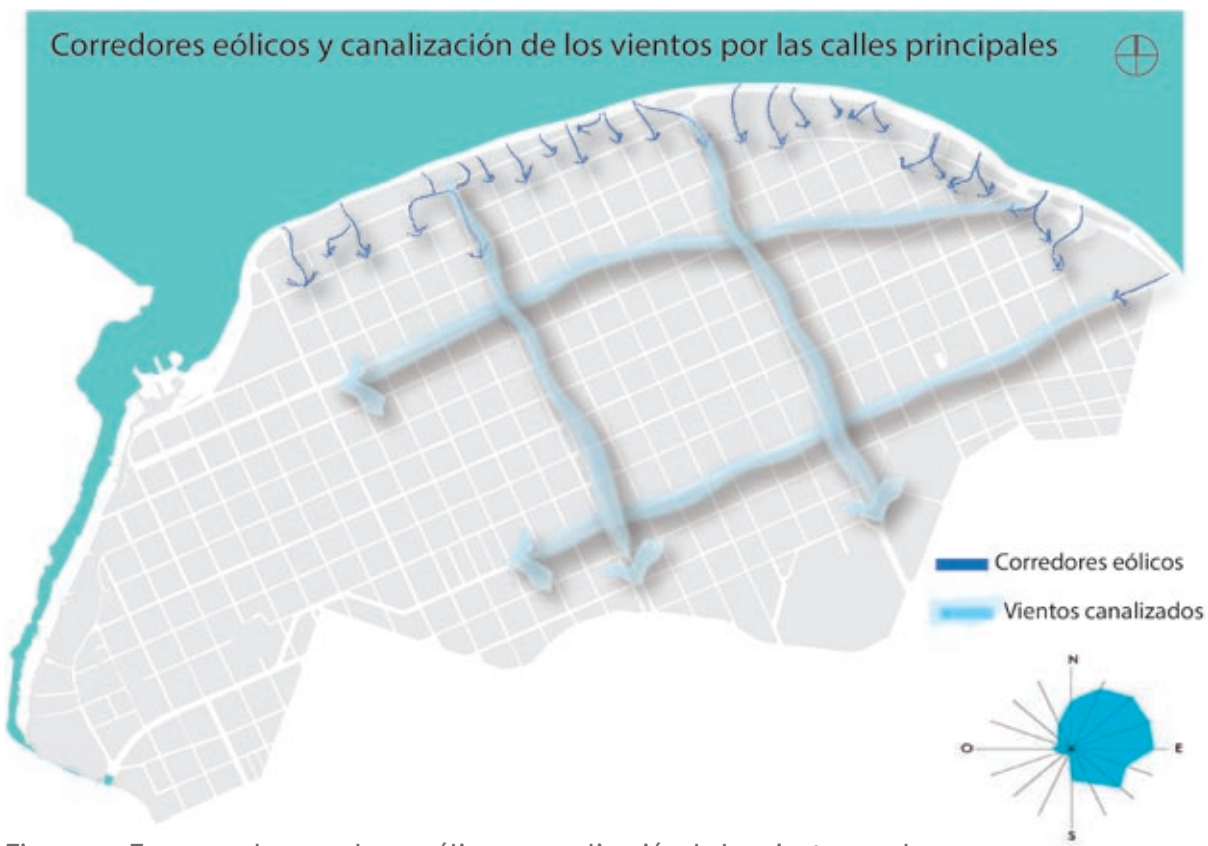 Corredores eólicos y canalización de los vientos por las calles principales
Corredores eólicos
Vientos canalizados
N
O
E
S